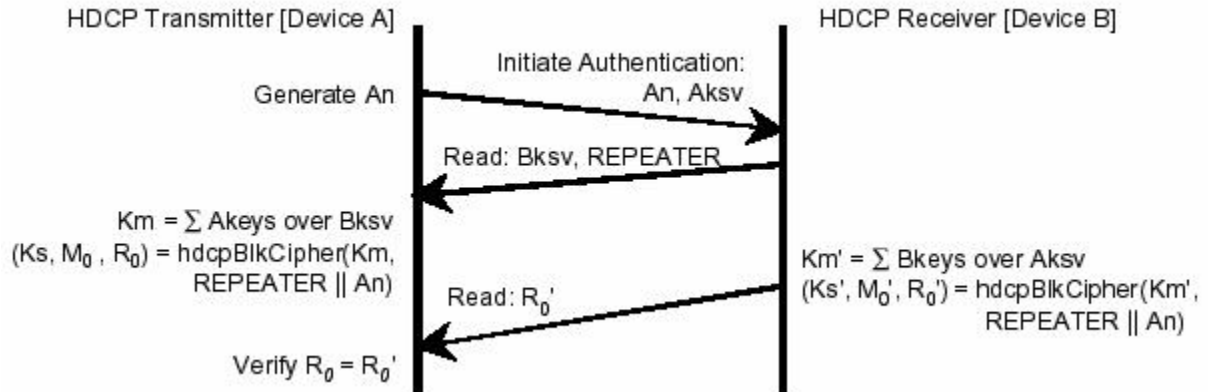 HDCP Transmitter [Device A]
HDCP Receiver [Device B]
Initiate Authentication:
An, Aksv
Generate An
Read: Bksv, REPEATER
Km = ∑ Akeys over Bksv
(Ks, M₀ , R₀) = hdcpBlkCipher(Km,
REPEATER || An)
Km' = ∑ Bkeys over Aksv
(Ks', M₀', R₀') = hdcpBlkCipher(Km',
REPEATER || An)
Read: R₀'
Verify R₀ = R₀'